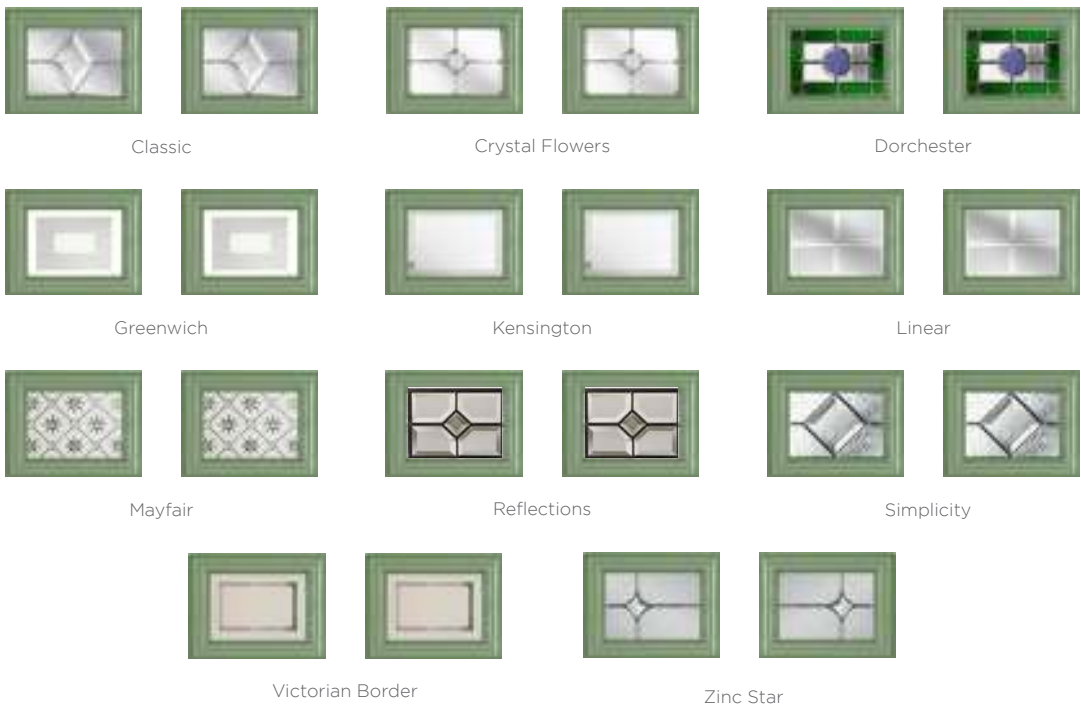 Classic
Crystal Flowers
Dorchester
Greenwich
Kensington
Linear
Mayfair
Reflections
Simplicity
Victorian Border
Zinc Star